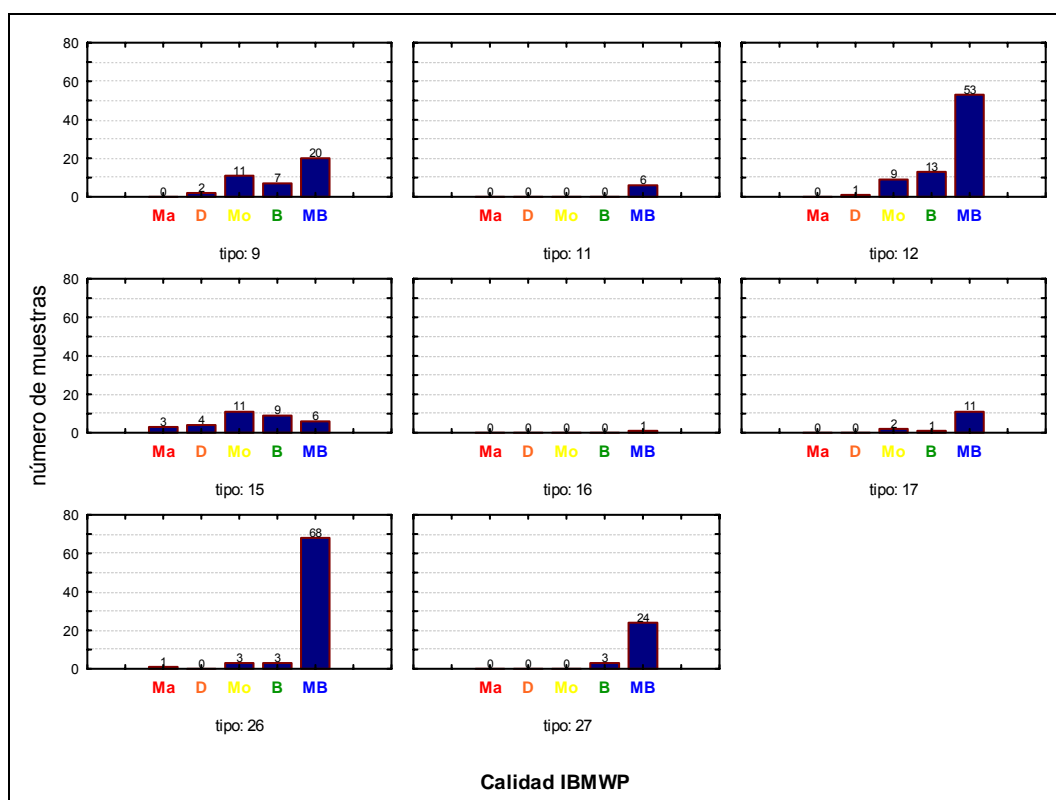 80
60
40
20
0
0 2 11 7 20
Ma D Mo B MB
tipo: 9
0 0 0 0 6
Ma D Mo B MB
tipo: 11
80
60
40
20
0
0 1 9 13 53
Ma D Mo B MB
tipo: 12
número de muestras
80
60
40
20
0
3 4 11 9 6
Ma D Mo B MB
tipo: 15
0 0 0 0 1
Ma D Mo B MB
tipo: 16
0 0 2 1 11
Ma D Mo B MB
tipo: 17
80
60
40
20
0
1 0 3 3 68
Ma D Mo B MB
tipo: 26
0 0 0 3 24
Ma D Mo B MB
tipo: 27
Calidad IBMWP